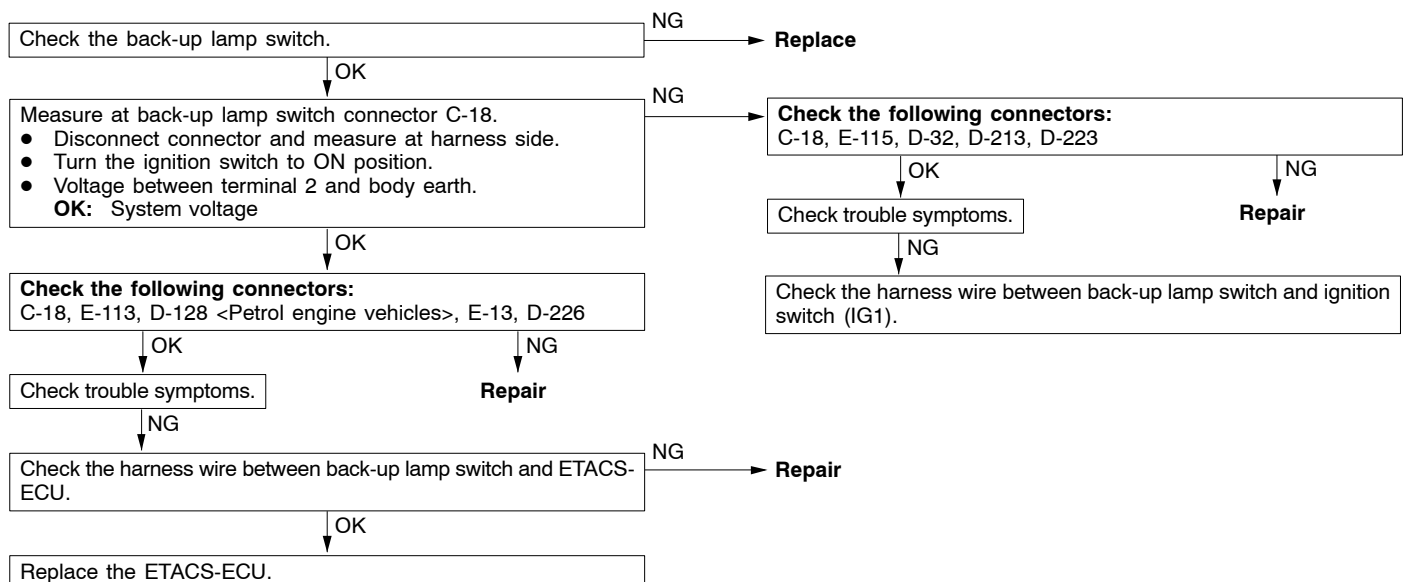 Check the back-up lamp switch.
NG
Replace
OK
Measure at back-up lamp switch connector C-18.
● Disconnect connector and measure at harness side.
● Turn the ignition switch to ON position.
● Voltage between terminal 2 and body earth.
OK: System voltage
NG
Check the following connectors:
C-18, E-115, D-32, D-213, D-223
OK
NG
Check trouble symptoms.
Repair
NG
Check the harness wire between back-up lamp switch and ignition
switch (IG1).
OK
Check the following connectors:
C-18, E-113, D-128 <Petrol engine vehicles>, E-13, D-226
OK
NG
Check trouble symptoms.
Repair
NG
Check the harness wire between back-up lamp switch and ETACS-
ECU.
NG
Repair
OK
Replace the ETACS-ECU.